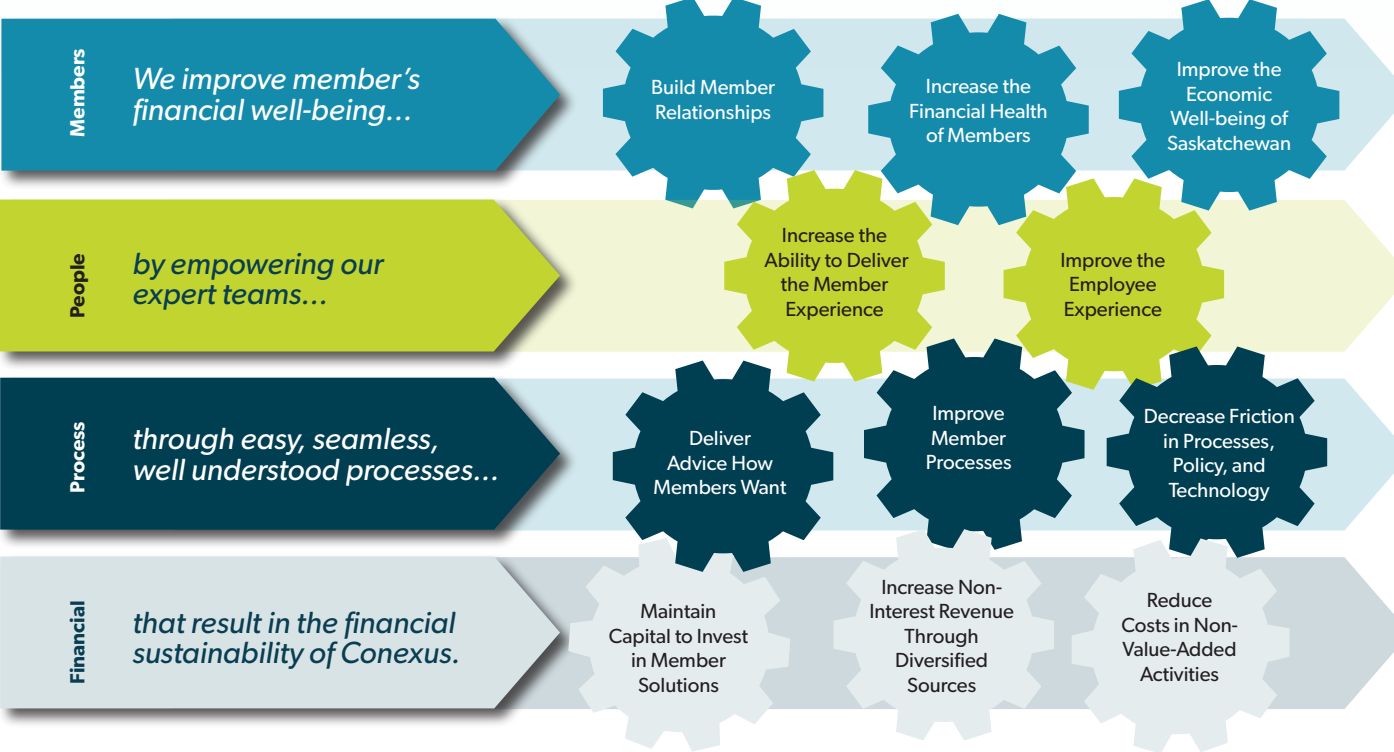 Members
We improve member’s
financial well-being...
Build Member
Relationships
Increase the
Financial Health
of Members
Improve the
Economic
Well-being of
Saskatchewan
People
by empowering our
expert teams...
Increase the
Ability to Deliver
the Member
Experience
Improve the
Employee
Experience
Process
through easy, seamless,
well understood processes...
Deliver
Advice How
Members Want
Improve
Member
Processes
Decrease Friction
in Processes,
Policy, and
Technology
Financial
that result in the financial
sustainability of Conexus.
Maintain
Capital to Invest
in Member
Solutions
Increase Non-
Interest Revenue
Through
Diversified
Sources
Reduce
Costs in Non-
Value-Added
Activities